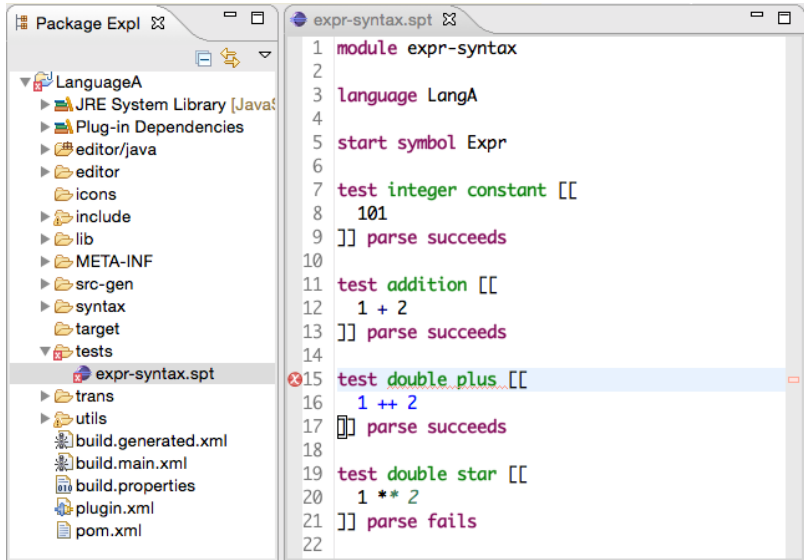 Package Expl
LanguageA
JRE System Library [JavaS
Plug-in Dependencies
editor/java
editor
icons
include
lib
META-INF
src-gen
syntax
target
tests
expr-syntax.spt
trans
utils
build.generated.xml
build.main.xml
build.properties
plugin.xml
pom.xml
expr-syntax.spt
1 module expr-syntax
2
3 language LangA
4
5 start symbol Expr
6
7 test integer constant [[
8 101
9 ]] parse succeeds
10
11 test addition [[
12 1 + 2
13 ]] parse succeeds
14
15 test double plus [[
16 1 ++ 2
17 ]] parse succeeds
18
19 test double star [[
20 1 ** 2
21 ]] parse fails
22